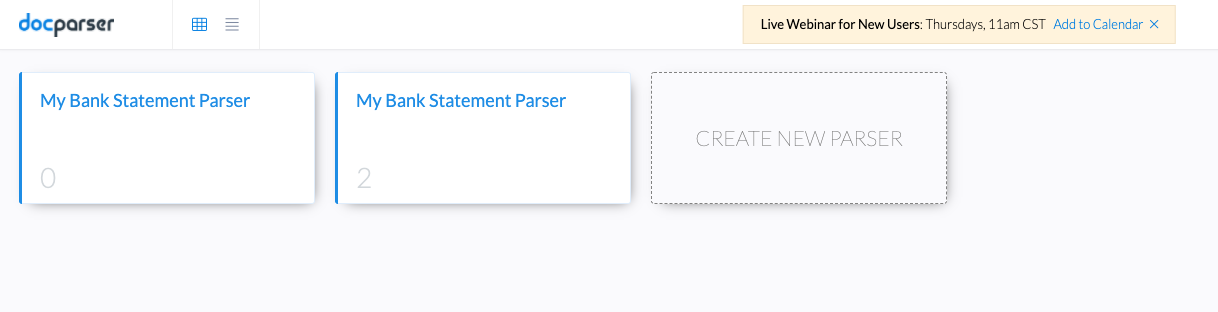 docparser
Live Webinar for New Users: Thursdays, 11am CST Add to Calendar ×
My Bank Statement Parser
0
My Bank Statement Parser
2
CREATE NEW PARSER